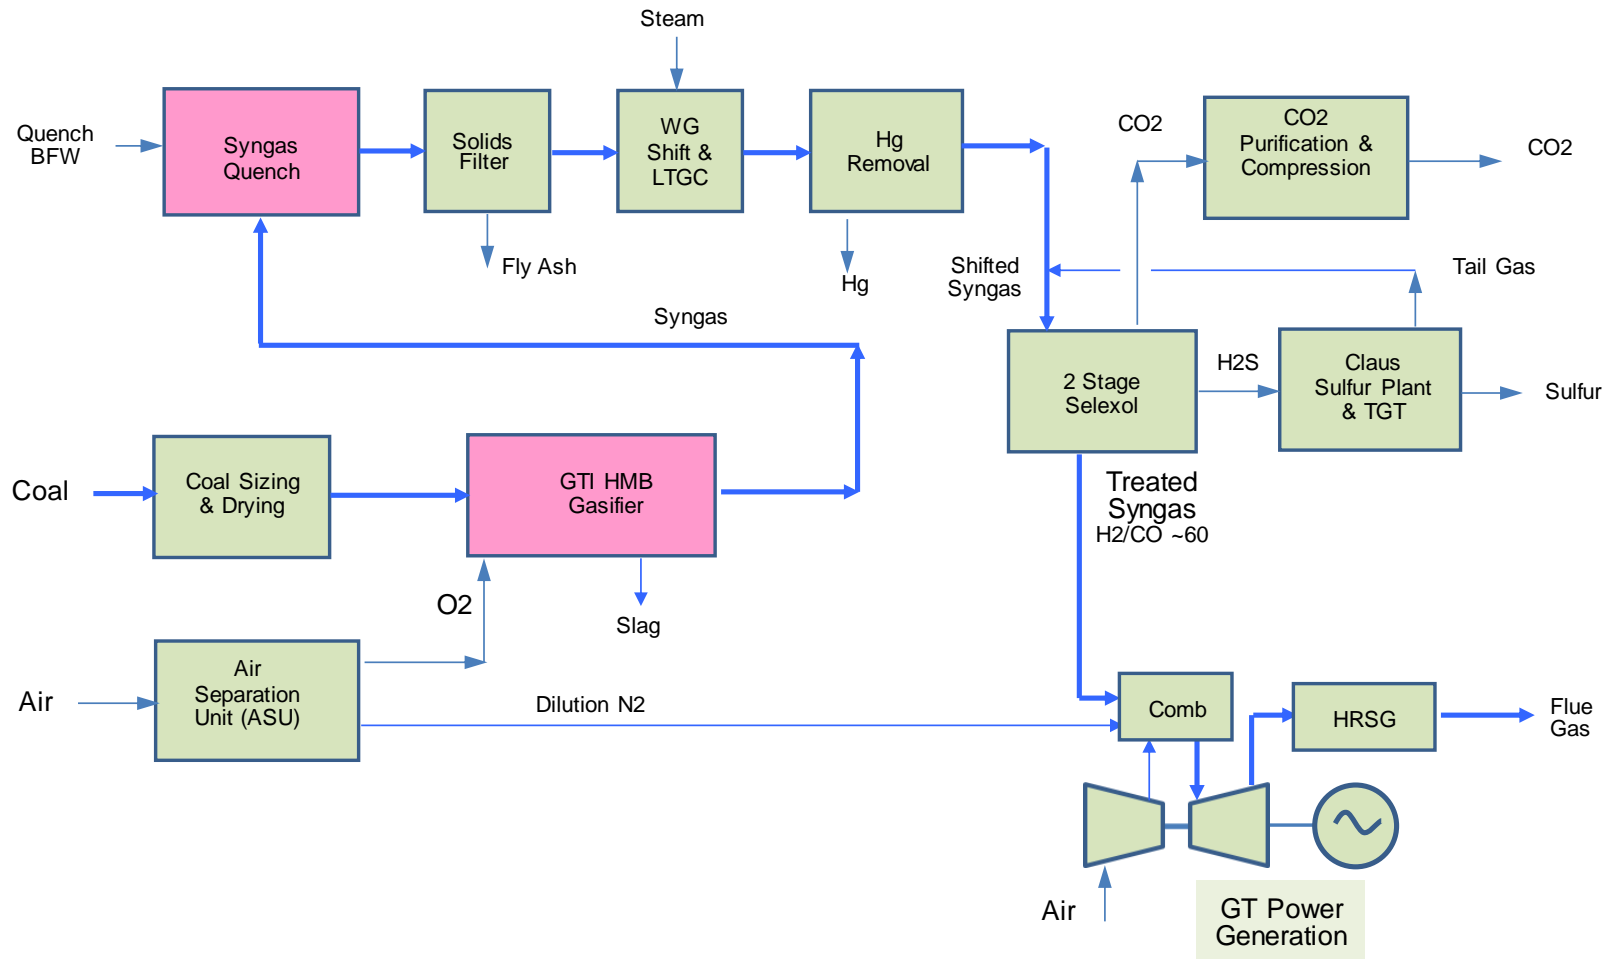 Steam
Quench
BFW
Syngas
Quench
Solids
Filter
WG
Shift &
LTGC
Hg
Removal
CO2
CO2
Purification &
Compression
CO2
Fly Ash
Hg
Shifted
Syngas
Tail Gas
Syngas
2 Stage
Selexol
H2S
Claus
Sulfur Plant
& TGT
Sulfur
Coal
Coal Sizing
& Drying
GTI HMB
Gasifier
Treated
Syngas
H2/CO ~60
O2
Slag
Air
Air
Separation
Unit (ASU)
Dilution N2
Comb
HRSG
Flue
Gas
Air
GT Power
Generation